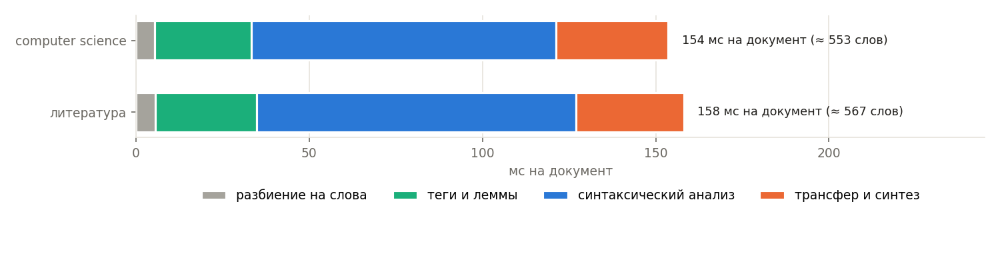 computer science
154 мс на документ (≈ 553 слов)
литература
158 мс на документ (≈ 567 слов)
0 50 100 150 200
мс на документ
разбиение на слова теги и леммы синтаксический анализ трансфер и синтез